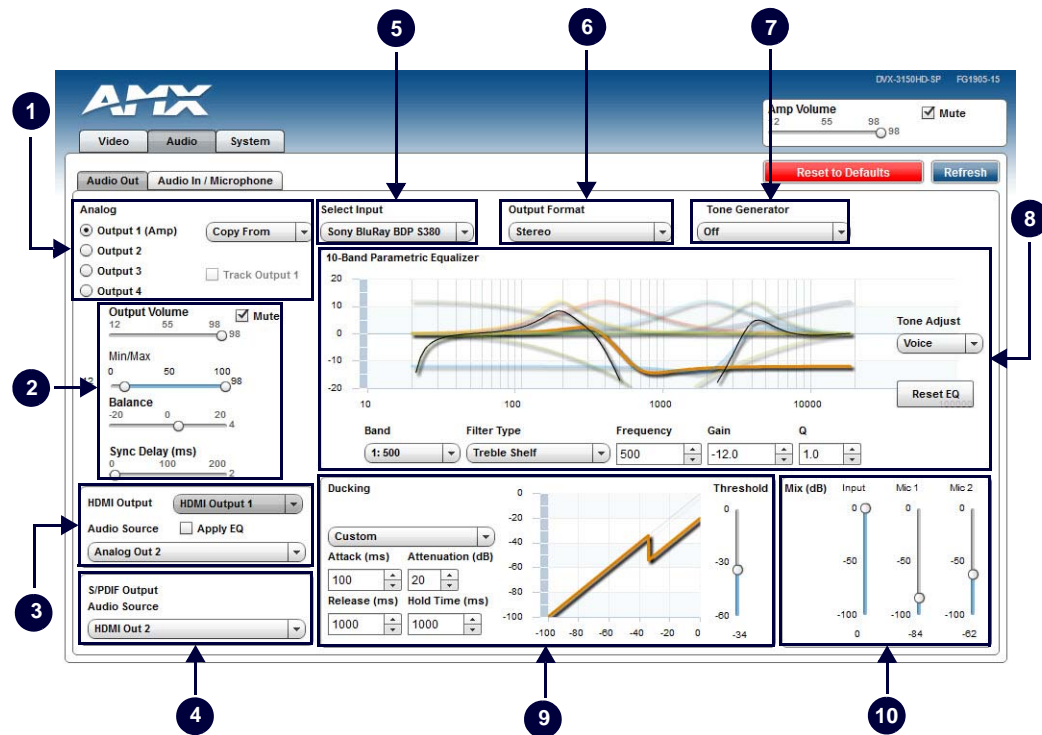 5 6 7
DVX-3150HD-SP FG1905-15
AMX
1
Amp Volume
Mute
12 55 98
98
Video Audio System
Reset to Defaults Refresh
Audio Out Audio In / Microphone
Analog
Output 1 (Amp) Copy From
Output 2
Output 3 Track Output 1
Output 4
Select Input
Sony BluRay BDP S380
Output Format
Stereo
Tone Generator
Off
8
Output Volume Mute
12 55 98
98
Min/Max
0 50 100
98
2
Balance
-20 0 20
4
Sync Delay (ms)
0 100 200
2
10-Band Parametric Equalizer
20
10
0
-10
-20
10 100 1000 10000 100000
Tone Adjust
Voice
Reset EQ
Band Filter Type Frequency Gain Q
1: 500 Treble Shelf 500 -12.0 1.0
HDMI Output HDMI Output 1
Audio Source Apply EQ
Analog Out 2
3
S/PDIF Output
Audio Source
HDMI Out 2
Ducking
Custom
Attack (ms) Attenuation (dB)
100 20
Release (ms) Hold Time (ms)
1000 1000
0
-20
-40
-60
-80
-100
-100 -80 -60 -40 -20 0
Threshold
0
-30
-60
-34
Mix (dB) Input Mic 1 Mic 2
0 0 0
-50 -50 -50
-100 -100 -100
0 -84 -62
4 9 10